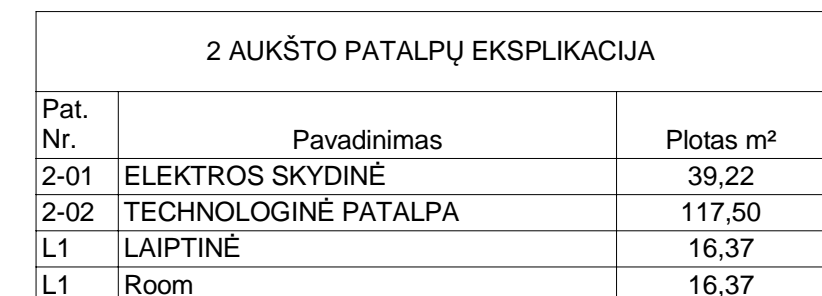 2 AUKŠTO PATALPŲ EKSPLIKACIJA
Pat.
Nr. Pavadinimas Plotas m²
2-01 ELEKTROS SKYDINĖ 39,22
2-02 TECHNOLOGINĖ PATALPA 117,50
L1 LAIPTINĖ 16,37
L1 Room 16,37